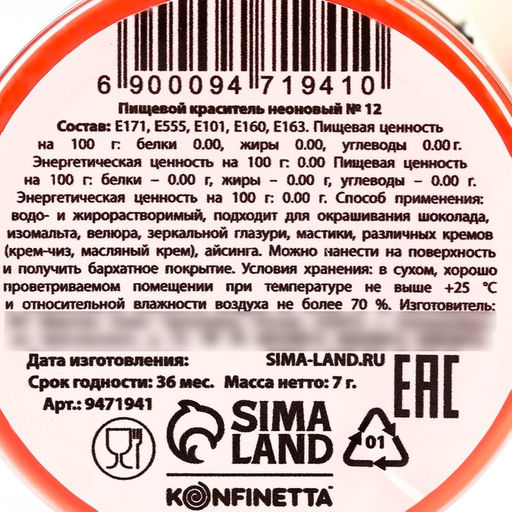 6 900094 719410
Пищевой краситель неоновый № 12
Состав: Е171, Е555, Е101, Е160, Е163. Пищевая ценность
на 100 г: белки 0.00, жиры 0.00, углеводы 0.00 г.
Энергетическая ценность на 100 г: 0.00 Пищевая ценность
на 100 г: белки – 0.00 г, жиры – 0.00 г, углеводы – 0.00 г.
Энергетическая ценность на 100 г: 0.00 г. Способ применения:
водо- и жирорастворимый, подходит для окрашивания шоколада,
изомальта, велюра, зеркальной глазури, мастики, различных кремов
(крем-чиз, масляный крем), айсинга. Можно нанести на поверхность
и получить бархатное покрытие. Условия хранения: в сухом, хорошо
проветриваемом помещении при температуре не выше +25 °С
и относительной влажности воздуха не более 70 %. Изготовитель:
Дата изготовления: SIMA-LAND.RU
Срок годности: 36 мес. Масса нетто: 7 г.
Арт.: 9471941
EAC
SIMA
LAND
01
KONFINETTA